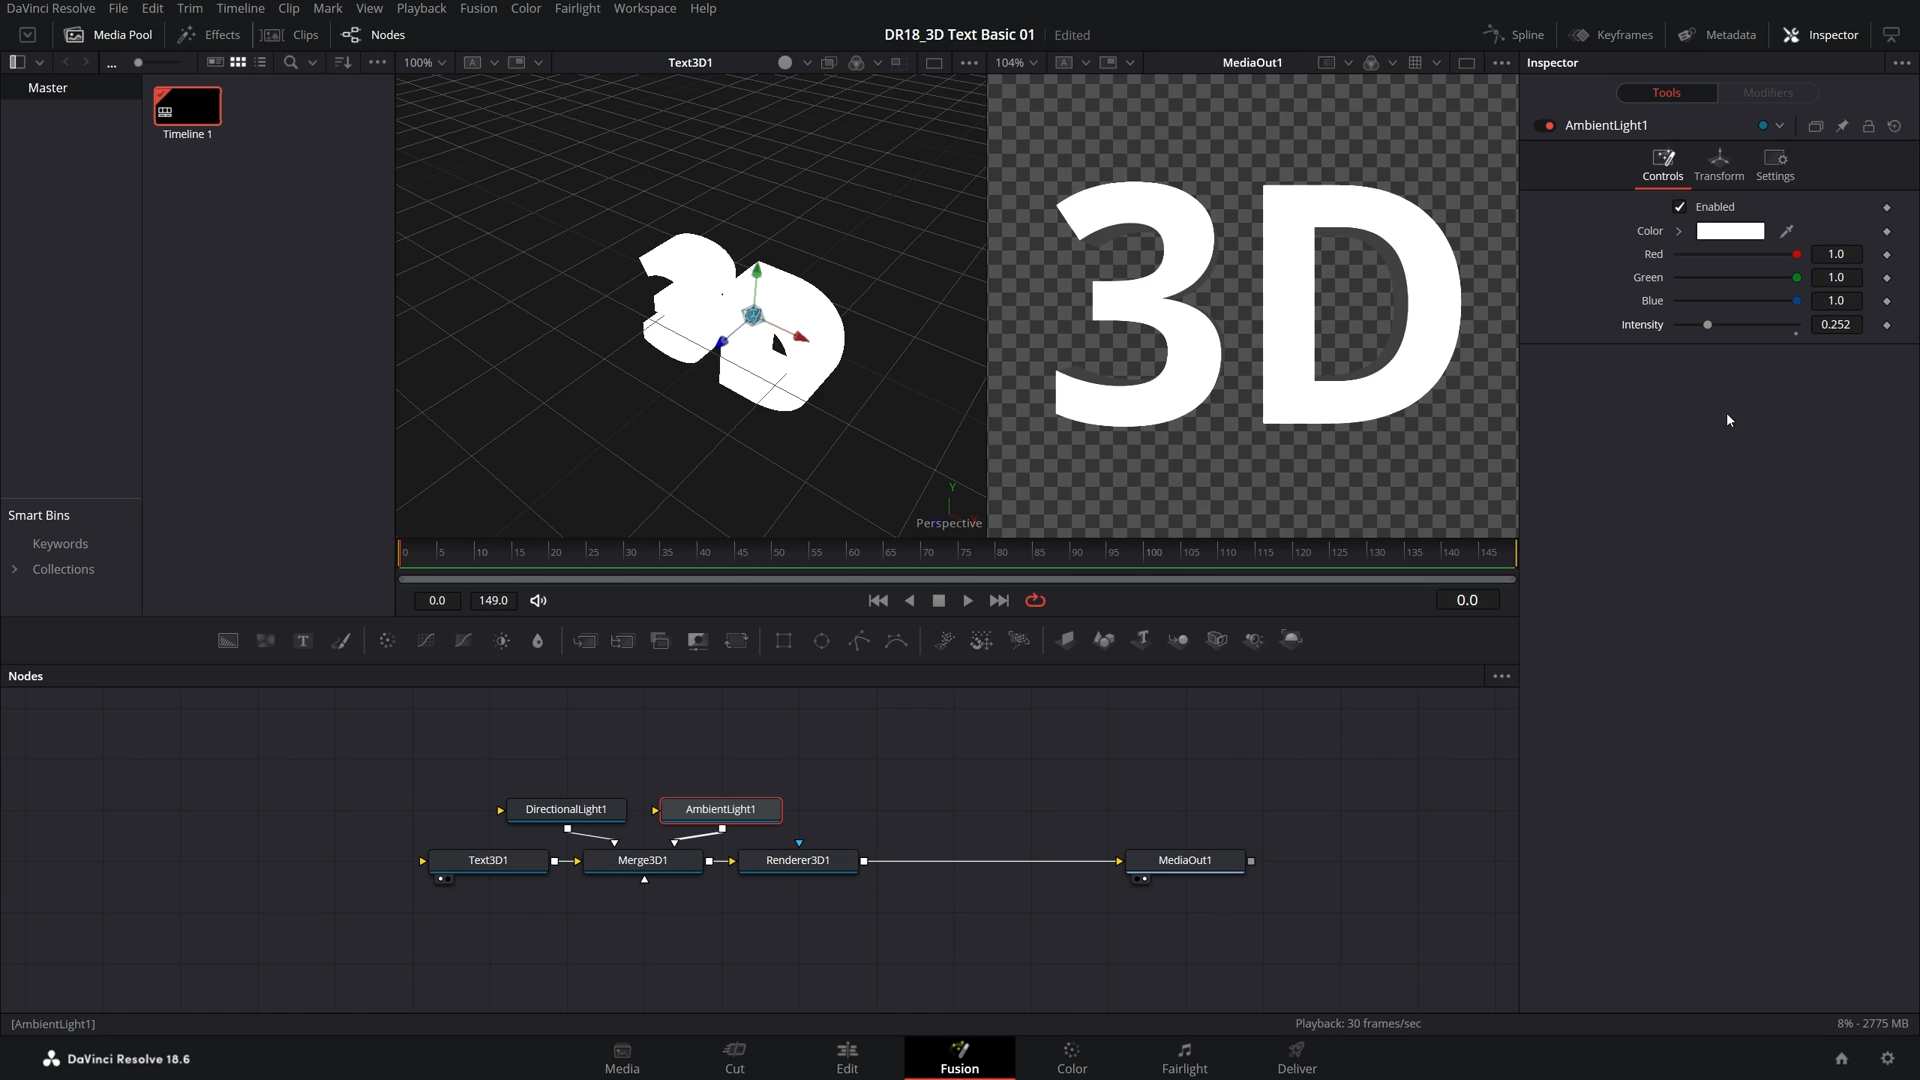 DaVinci Resolve File Edit Trim Timeline Clip Mark View Playback Fusion Color Fairlight Workspace Help
Media Pool Effects Clips Nodes DR18_3D Text Basic 01 Edited Spline Keyframes Metadata Inspector
... 100% A Text3D1 104% A MediaOut1 Inspector
Master
Timeline 1
Tools Modifiers
AmbientLight1
Controls Transform Settings
Enabled
Color
Red 1.0
Green 1.0
Blue 1.0
Intensity 0.252
3D
3D
Y
X
Perspective
Smart Bins
Keywords
Collections
0 5 10 15 20 25 30 35 40 45 50 55 60 65 70 75 80 85 90 95 100 105 110 115 120 125 130 135 140 145
0.0 149.0 0.0
T
Nodes
DirectionalLight1 AmbientLight1
Text3D1 Merge3D1 Renderer3D1 MediaOut1
[AmbientLight1] Playback: 30 frames/sec 8% - 2775 MB
DaVinci Resolve 18.6 Media Cut Edit Fusion Color Fairlight Deliver